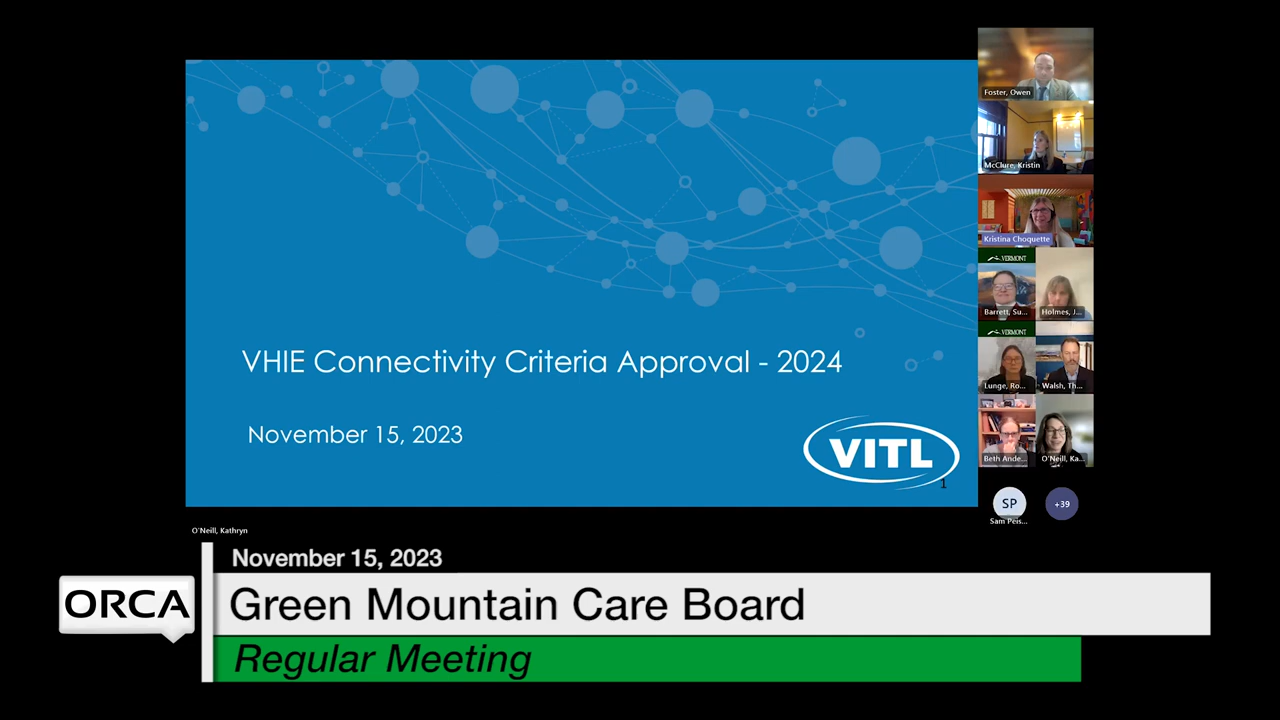 Foster, Owen
McClure, Kristin
Kristina Choquette
VERMONT
Barrett, Su...
Holmes, J...
VERMONT
Lunge, Ro...
Walsh, Th...
Beth Ande...
O'Neill, Ka...
SP
+39
Sam Peis...
VHIE Connectivity Criteria Approval - 2024
November 15, 2023
VITL
1
O'Neill, Kathryn
November 15, 2023
ORCA
Green Mountain Care Board
Regular Meeting